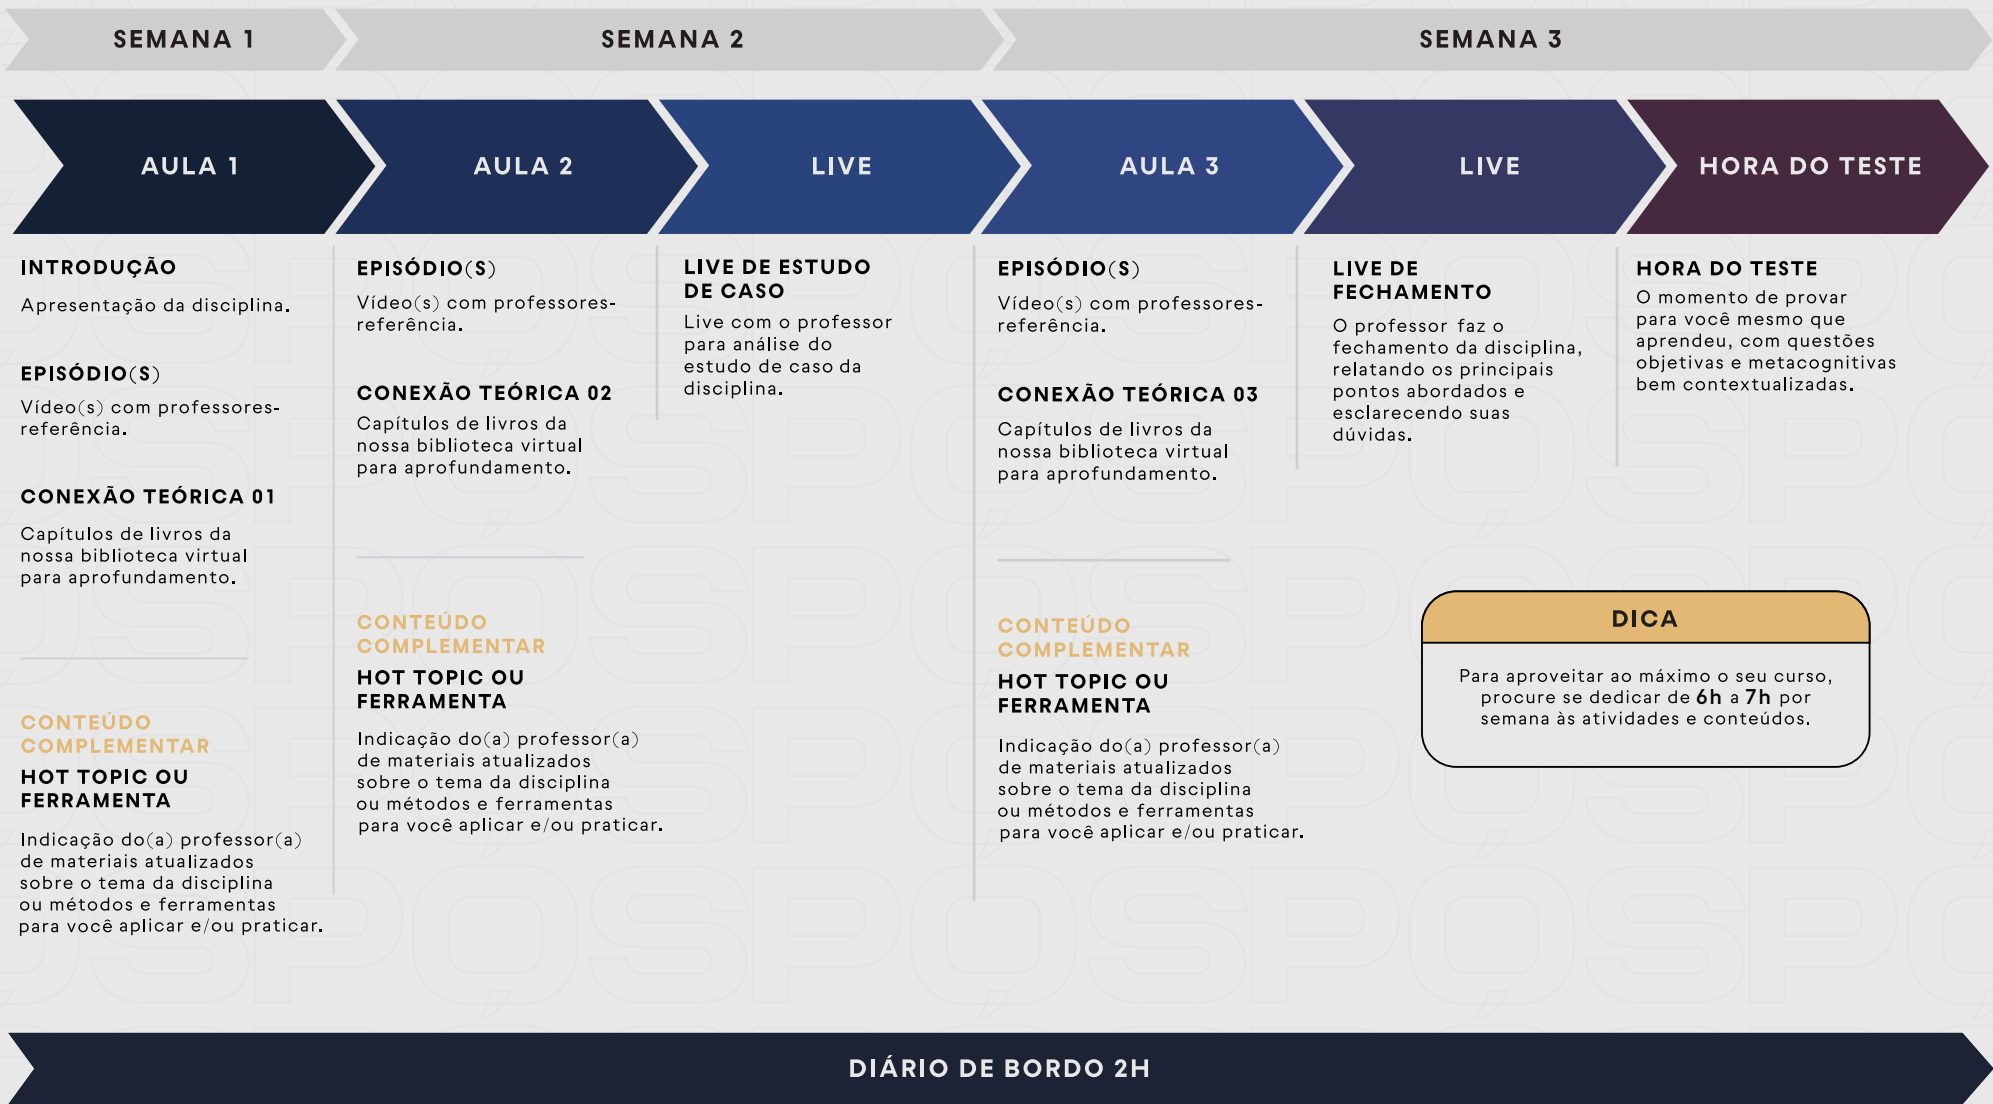 SEMANA 1
SEMANA 2
SEMANA 3
AULA 1
AULA 2
LIVE
AULA 3
LIVE
HORA DO TESTE
INTRODUÇÃO
Apresentação da disciplina.
EPISÓDIO(S)
Vídeo(s) com professores-
referência.
CONEXÃO TEÓRICA 01
Capítulos de livros da
nossa biblioteca virtual
para aprofundamento.
CONTEÚDO
COMPLEMENTAR
HOT TOPIC OU
FERRAMENTA
Indicação do(a) professor(a)
de materiais atualizados
sobre o tema da disciplina
ou métodos e ferramentas
para você aplicar e/ou praticar.
EPISÓDIO(S)
Vídeo(s) com professores-
referência.
CONEXÃO TEÓRICA 02
Capítulos de livros da
nossa biblioteca virtual
para aprofundamento.
CONTEÚDO
COMPLEMENTAR
HOT TOPIC OU
FERRAMENTA
Indicação do(a) professor(a)
de materiais atualizados
sobre o tema da disciplina
ou métodos e ferramentas
para você aplicar e/ou praticar.
LIVE DE ESTUDO
DE CASO
Live com o professor
para análise do
estudo de caso da
disciplina.
EPISÓDIO(S)
Vídeo(s) com professores-
referência.
CONEXÃO TEÓRICA 03
Capítulos de livros da
nossa biblioteca virtual
para aprofundamento.
CONTEÚDO
COMPLEMENTAR
HOT TOPIC OU
FERRAMENTA
Indicação do(a) professor(a)
de materiais atualizados
sobre o tema da disciplina
ou métodos e ferramentas
para você aplicar e/ou praticar.
LIVE DE
FECHAMENTO
O professor faz o
fechamento da disciplina,
relatando os principais
pontos abordados e
esclarecendo suas
dúvidas.
HORA DO TESTE
O momento de provar
para você mesmo que
aprendeu, com questões
objetivas e metacognitivas
bem contextualizadas.
DICA
Para aproveitar ao máximo o seu curso,
procure se dedicar de 6h a 7h por
semana às atividades e conteúdos.
DIÁRIO DE BORDO 2H